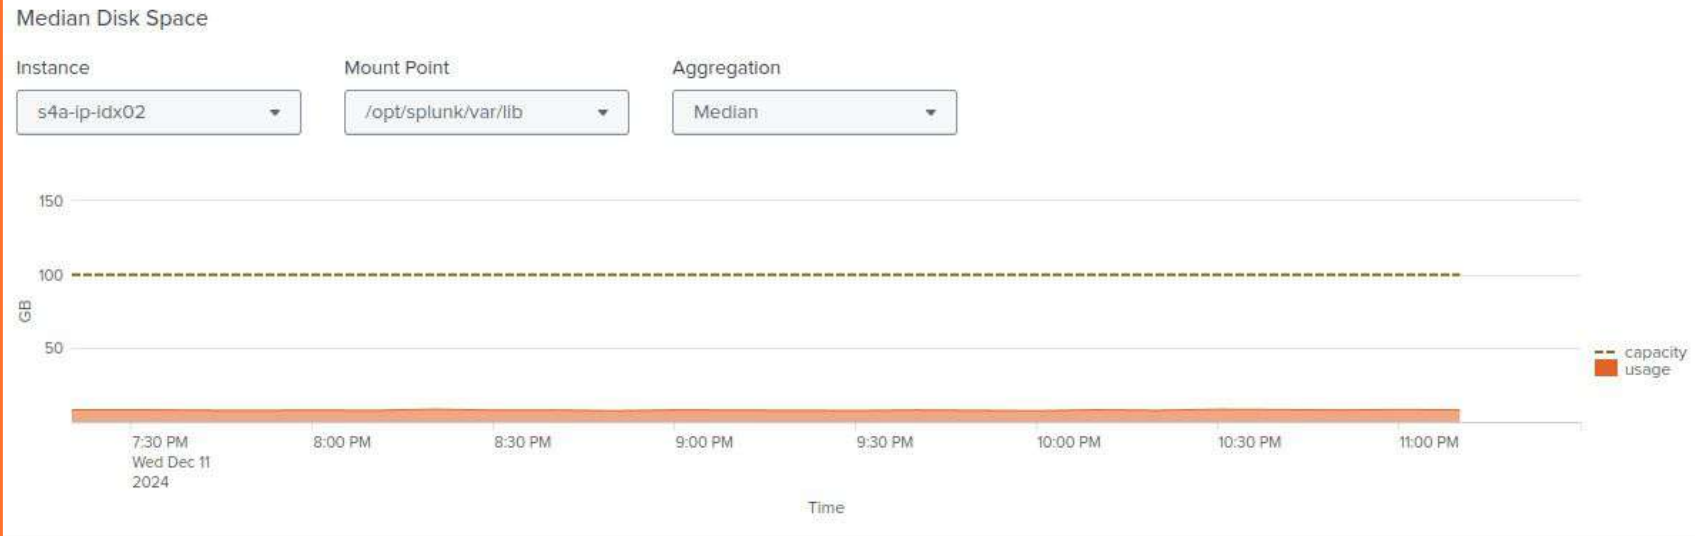 Median Disk Space
Instance
Mount Point
Aggregation
s4a-ip-idx02
/opt/splunk/var/lib
Median
150
100
50
GB
capacity
usage
7:30 PM
Wed Dec 11
2024
8:00 PM
8:30 PM
9:00 PM
9:30 PM
10:00 PM
10:30 PM
11:00 PM
Time